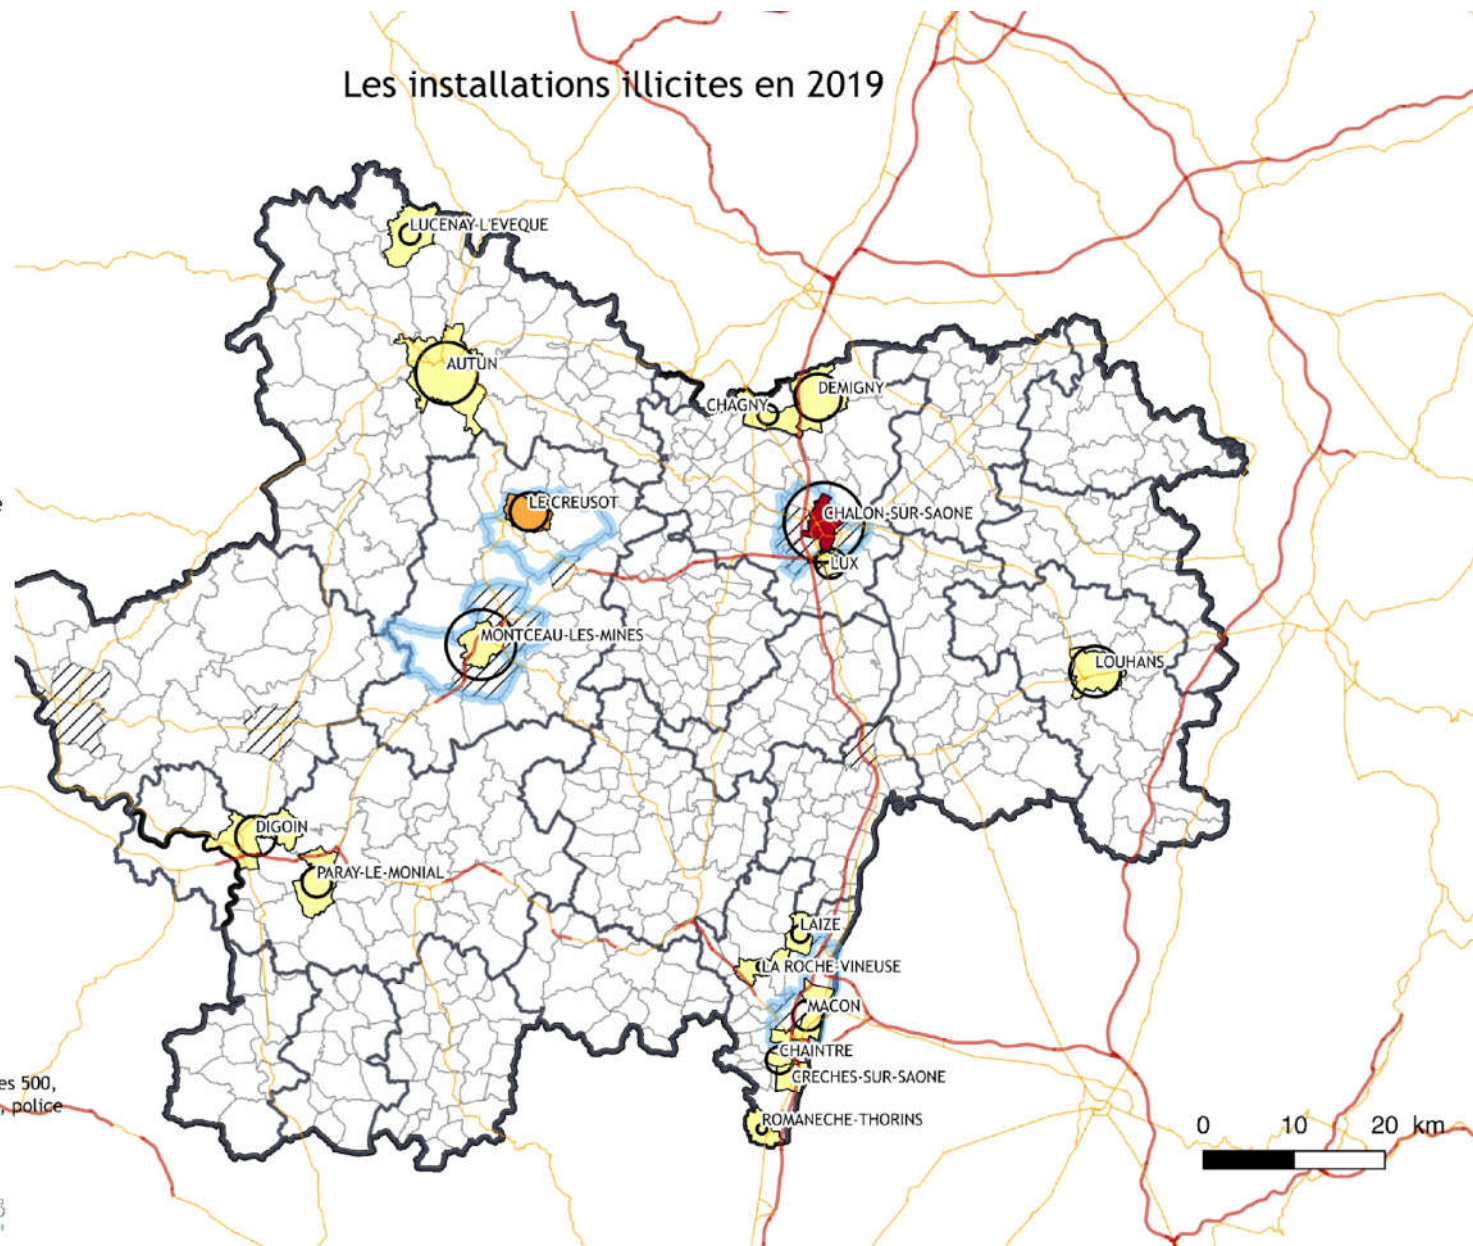 Les installations illicites en 2019
LUCENAY-L'EVEQUE
AUTUN
DEMIGNY
CHAGNY
LE CREUSOT
CHALON-SUR-SAONE
LUX
MONTCEAU-LES-MINES
LOUHANS
DIGOIN
PARAY-LE-MONIAL
LAIZE
LA ROCHE-VINEUSE
MACON
CHAINTRE
CRECHES-SUR-SAONE
es 500,
, police
ROMANECHE-THORINS
0 10 20 km